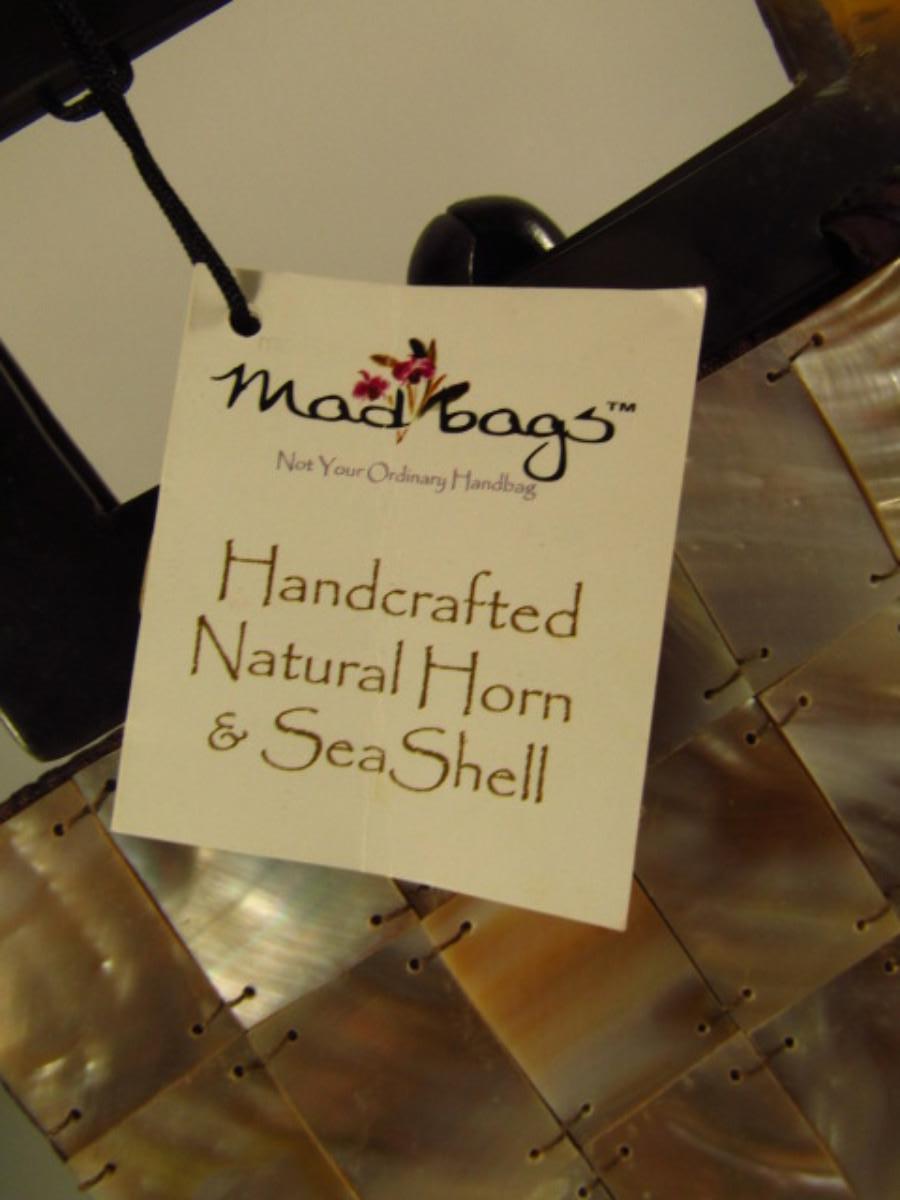 mad bags™
Not Your Ordinary Handbag
Handcrafted
Natural Horn
& SeaShell